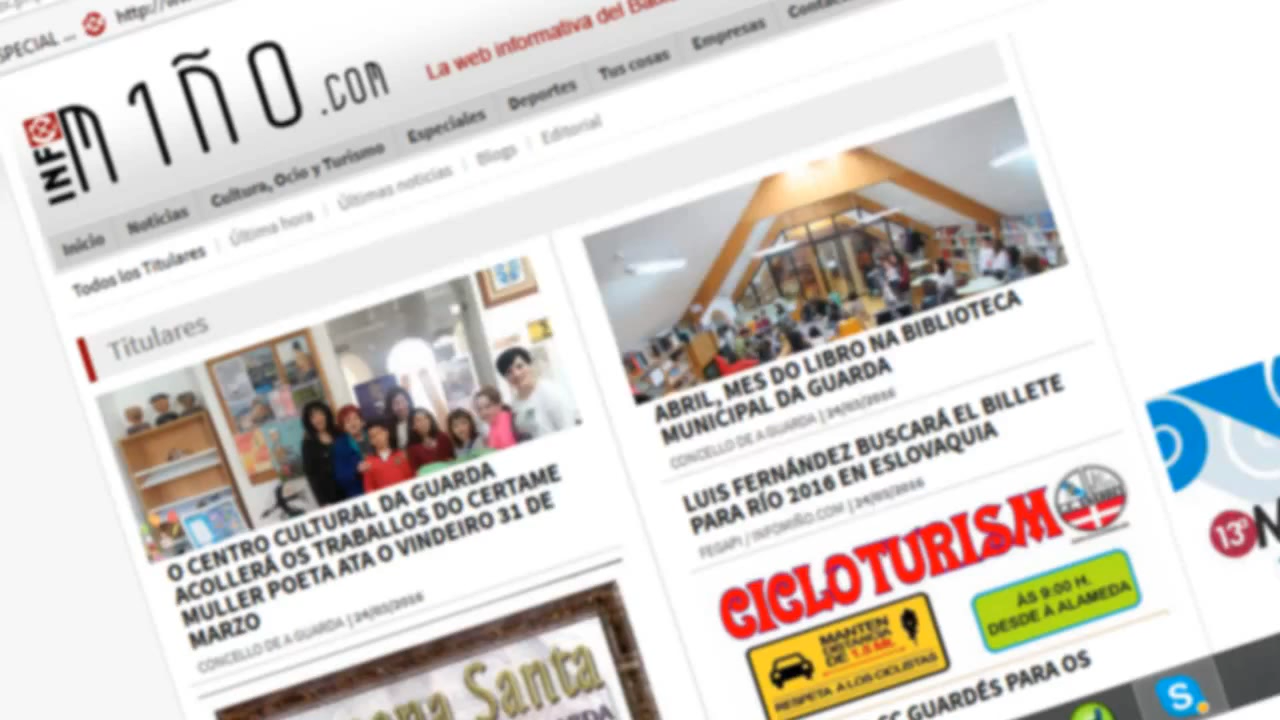 SPECIAL ...
http://
INFO
MIÑO.COM
La web informativa del
Inicio
Noticias
Cultura, Ocio y Turismo
Especiales
Deportes
Tus cosas
Empresas
Todos los Titulares
Última hora
Últimas noticias
Blogs
Editorial
Titulares
O CENTRO CULTURAL DA GUARDA
ACOLLERÁ OS TRABALLOS DO CERTAME
MULLER POETA ATA O VINDEIRO 31 DE
MARZO
CONCELLO DE A GUARDA | 24/03/2016
Santa
ABRIL, MES DO LIBRO NA BIBLIOTECA
MUNICIPAL DA GUARDA
CONCELLO DE A GUARDA | 24/03/2016
LUIS FERNÁNDEZ BUSCARÁ EL BILLETE
PARA RÍO 2016 EN ESLOVAQUIA
FEGAPI / INFOMIÑO.COM | 24/03/2016
CICLOTURISM
MANTEN
DISTANCIA
DE 1.5 Mt.
RESPETA A LOS CICLISTAS
ÀS 9:00 H.
DESDE À ALAMEDA
GUARDÉS PARA OS
13º